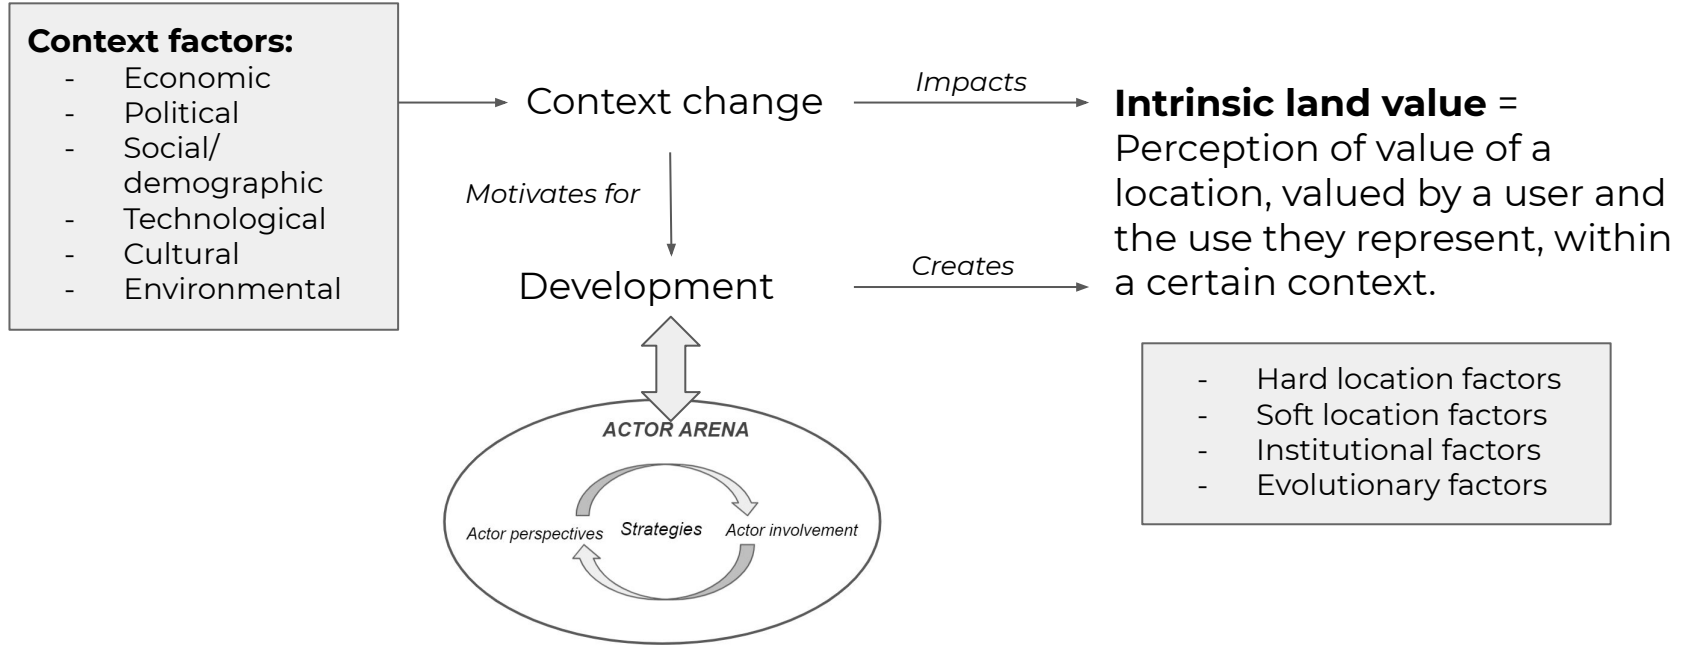 Context factors:
- Economic
- Political
- Social/
demographic
- Technological
- Cultural
- Environmental
Context change
Impacts
Intrinsic land value =
Perception of value of a
location, valued by a user and
the use they represent, within
a certain context.
Motivates for
Development
Creates
- Hard location factors
- Soft location factors
- Institutional factors
- Evolutionary factors
ACTOR ARENA
Actor perspectives
Strategies
Actor involvement